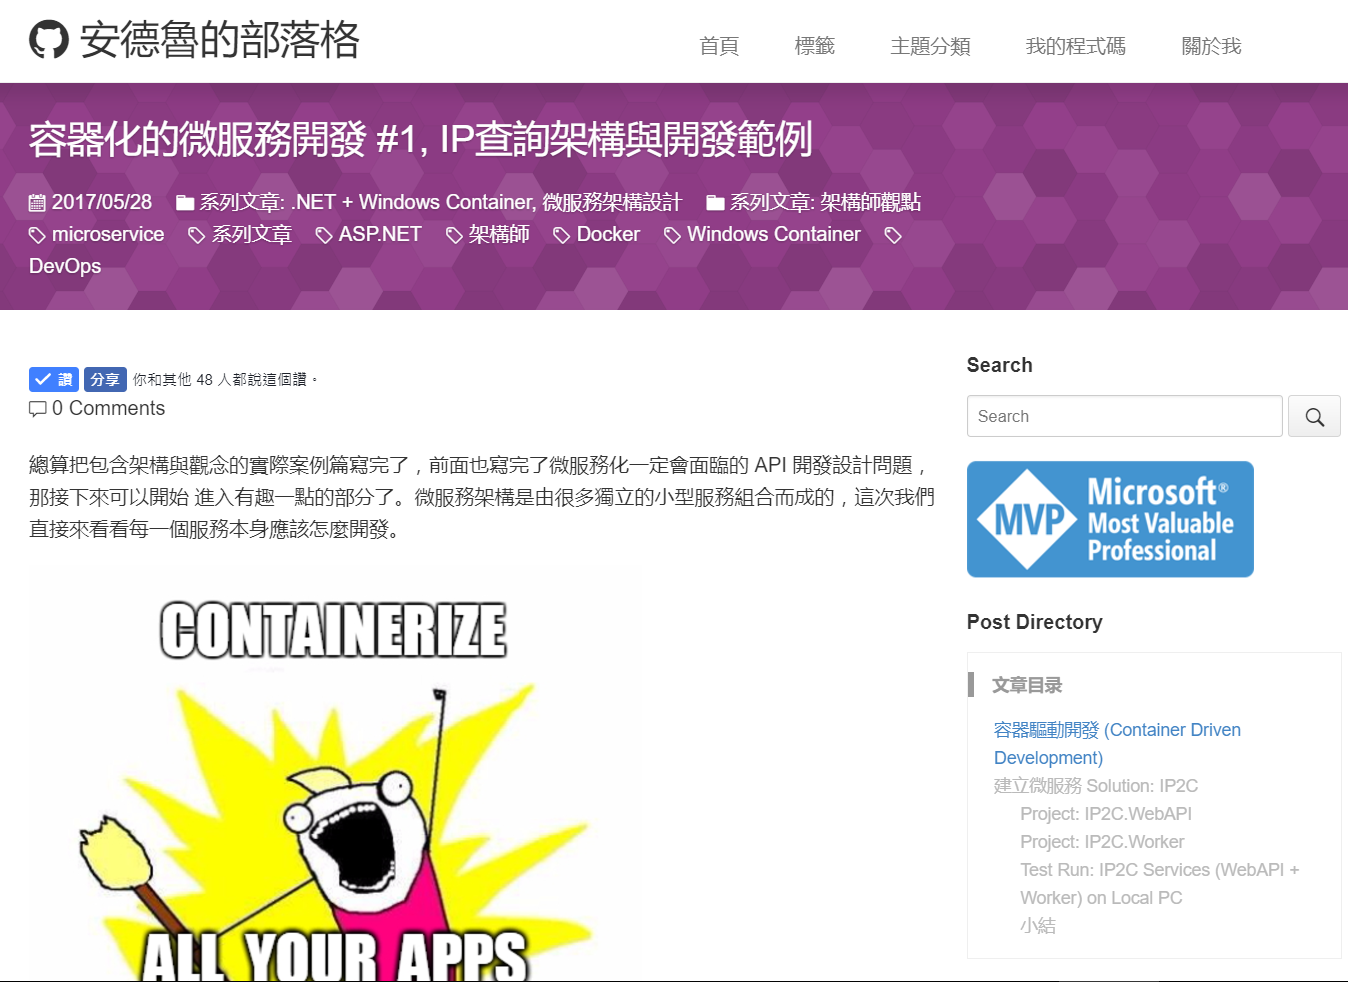 安德魯的部落格
首頁 標籤 主題分類 我的程式碼 關於我
容器化的微服務開發 #1, IP查詢架構與開發範例
2017/05/28 系列文章: .NET + Windows Container, 微服務架構設計 系列文章: 架構師觀點
microservice 系列文章 ASP.NET 架構師 Docker Windows Container
DevOps
讚 分享 你和其他 48 人都說這個讚。
0 Comments
總算把包含架構與觀念的實際案例篇寫完了，前面也寫完了微服務化一定會面臨的 API 開發設計問題，
那接下來可以開始 進入有趣一點的部分了。微服務架構是由很多獨立的小型服務組合而成的，這次我們
直接來看看每一個服務本身應該怎麼開發。
CONTAINERIZE
ALL YOUR APPS
Search
Search
MVP
Microsoft®
Most Valuable
Professional
Post Directory
文章目录
容器驅動開發 (Container Driven
Development)
建立微服務 Solution: IP2C
Project: IP2C.WebAPI
Project: IP2C.Worker
Test Run: IP2C Services (WebAPI +
Worker) on Local PC
小結